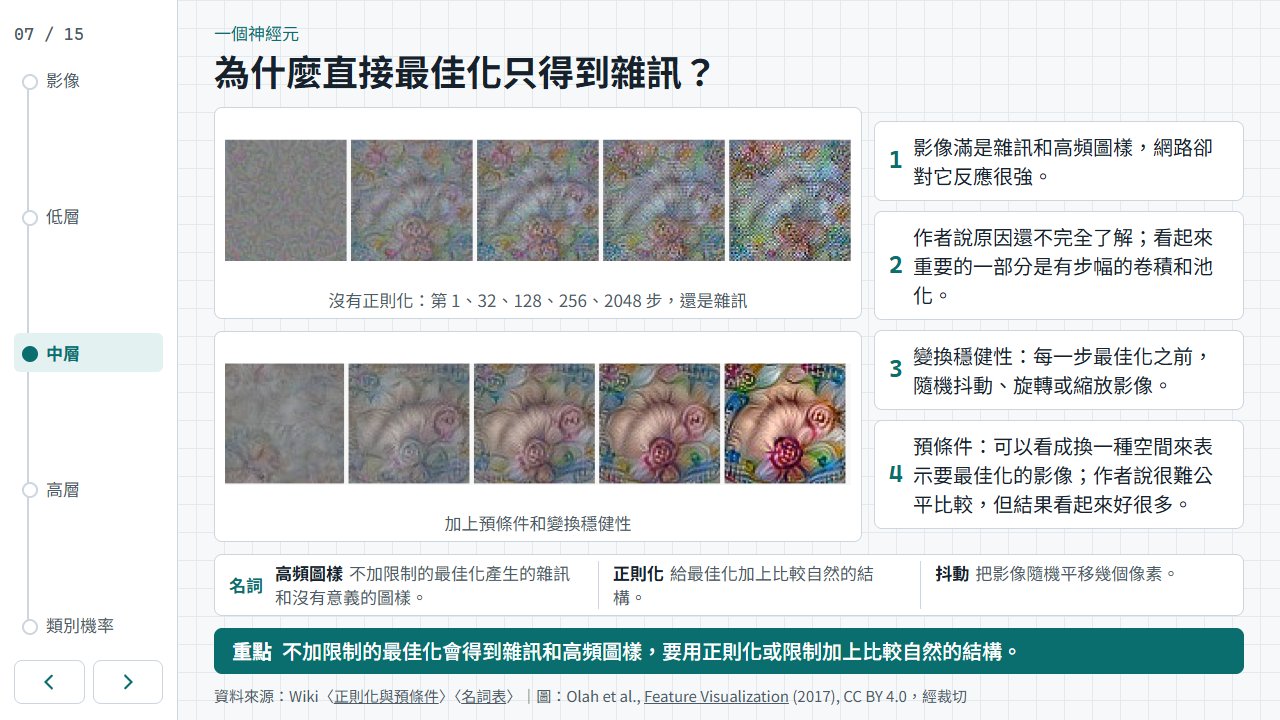 07 / 15
影像
低層
中層
高層
類別機率
一個神經元
為什麼直接最佳化只得到雜訊？
沒有正則化：第 1、32、128、256、2048 步，還是雜訊
加上預條件和變換穩健性
1
影像滿是雜訊和高頻圖樣，網路卻
對它反應很強。
2
作者說原因還不完全了解；看起來
重要的一部分是有步幅的卷積和池
化。
3
變換穩健性：每一步最佳化之前，
隨機抖動、旋轉或縮放影像。
4
預條件：可以看成換一種空間來表
示要最佳化的影像；作者說很難公
平比較，但結果看起來好很多。
名詞
高頻圖樣 不加限制的最佳化產生的雜訊
和沒有意義的圖樣。
正則化 給最佳化加上比較自然的結
構。
抖動 把影像隨機平移幾個像素。
重點 不加限制的最佳化會得到雜訊和高頻圖樣，要用正則化或限制加上比較自然的結構。
資料來源：Wiki〈正則化與預條件〉〈名詞表〉｜圖：Olah et al., Feature Visualization (2017), CC BY 4.0，經裁切